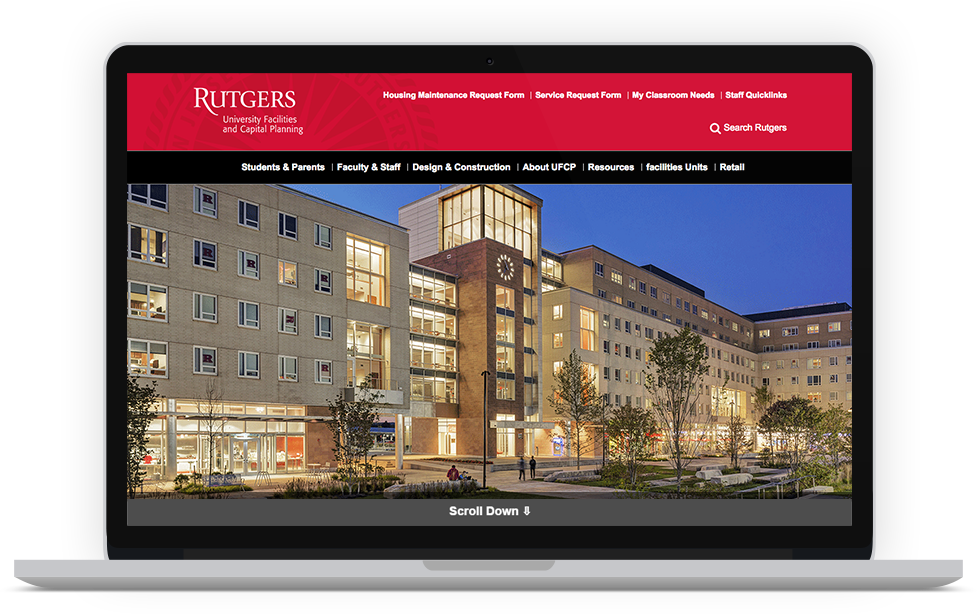 RUTGERS
University Facilities
and Capital Planning
Housing Maintenance Request Form | Service Request Form | My Classroom Needs | Staff Quicklinks
Search Rutgers
Students & Parents | Faculty & Staff | Design & Construction | About UFCP | Resources | facilities Units | Retail
Scroll Down ⇩